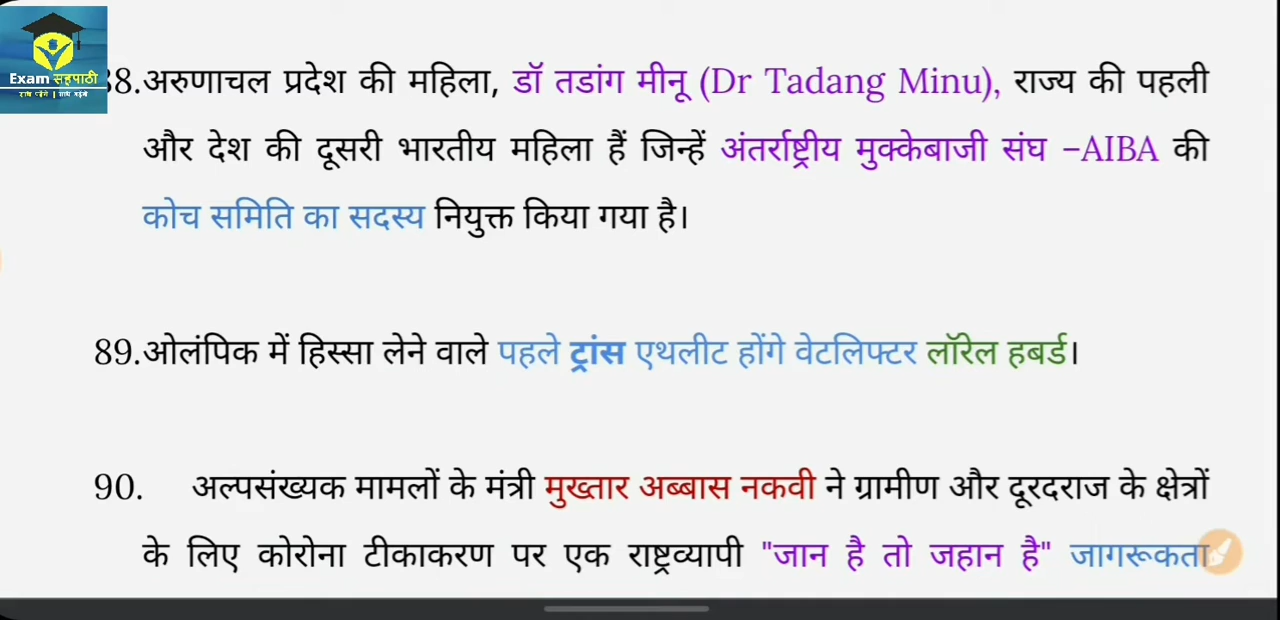 Exam सहपाठी
साथ पढ़ेंगे | साथ बढ़ेंगे
88.अरुणाचल प्रदेश की महिला, डॉ तडांग मीनू (Dr Tadang Minu), राज्य की पहली
और देश की दूसरी भारतीय महिला हैं जिन्हें अंतर्राष्ट्रीय मुक्केबाजी संघ –AIBA की
कोच समिति का सदस्य नियुक्त किया गया है।
89.ओलंपिक में हिस्सा लेने वाले पहले ट्रांस एथलीट होंगे वेटलिफ्टर लॉरेल हबर्ड।
90. अल्पसंख्यक मामलों के मंत्री मुख्तार अब्बास नकवी ने ग्रामीण और दूरदराज के क्षेत्रों
के लिए कोरोना टीकाकरण पर एक राष्ट्रव्यापी "जान है तो जहान है" जागरूकता